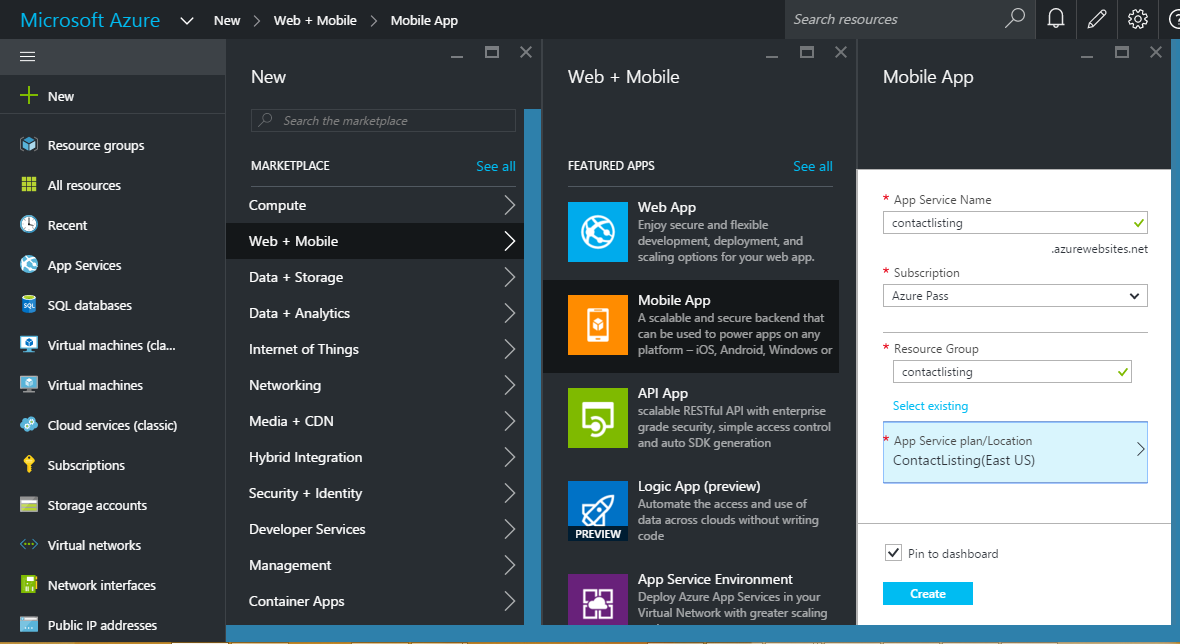 Microsoft Azure New Web + Mobile Mobile App Search resources
New
Resource groups
All resources
Recent
App Services
SQL databases
Virtual machines (cla...
Virtual machines
Cloud services (classic)
Subscriptions
Storage accounts
Virtual networks
Network interfaces
Public IP addresses
New
Search the marketplace
MARKETPLACE See all
Compute
Web + Mobile
Data + Storage
Data + Analytics
Internet of Things
Networking
Media + CDN
Hybrid Integration
Security + Identity
Developer Services
Management
Container Apps
Web + Mobile
FEATURED APPS See all
Web App
Enjoy secure and flexible
development, deployment, and
scaling options for your web app.
Mobile App
A scalable and secure backend that
can be used to power apps on any
platform – iOS, Android, Windows or
API App
scalable RESTful API with enterprise
grade security, simple access control
and auto SDK generation
PREVIEW
Logic App (preview)
Automate the access and use of
data across clouds without writing
code
App Service Environment
Deploy Azure App Services in your
Virtual Network with greater scaling
Mobile App
* App Service Name
contactlisting
.azurewebsites.net
* Subscription
Azure Pass
* Resource Group
contactlisting
Select existing
* App Service plan/Location
ContactListing(East US)
Pin to dashboard
Create